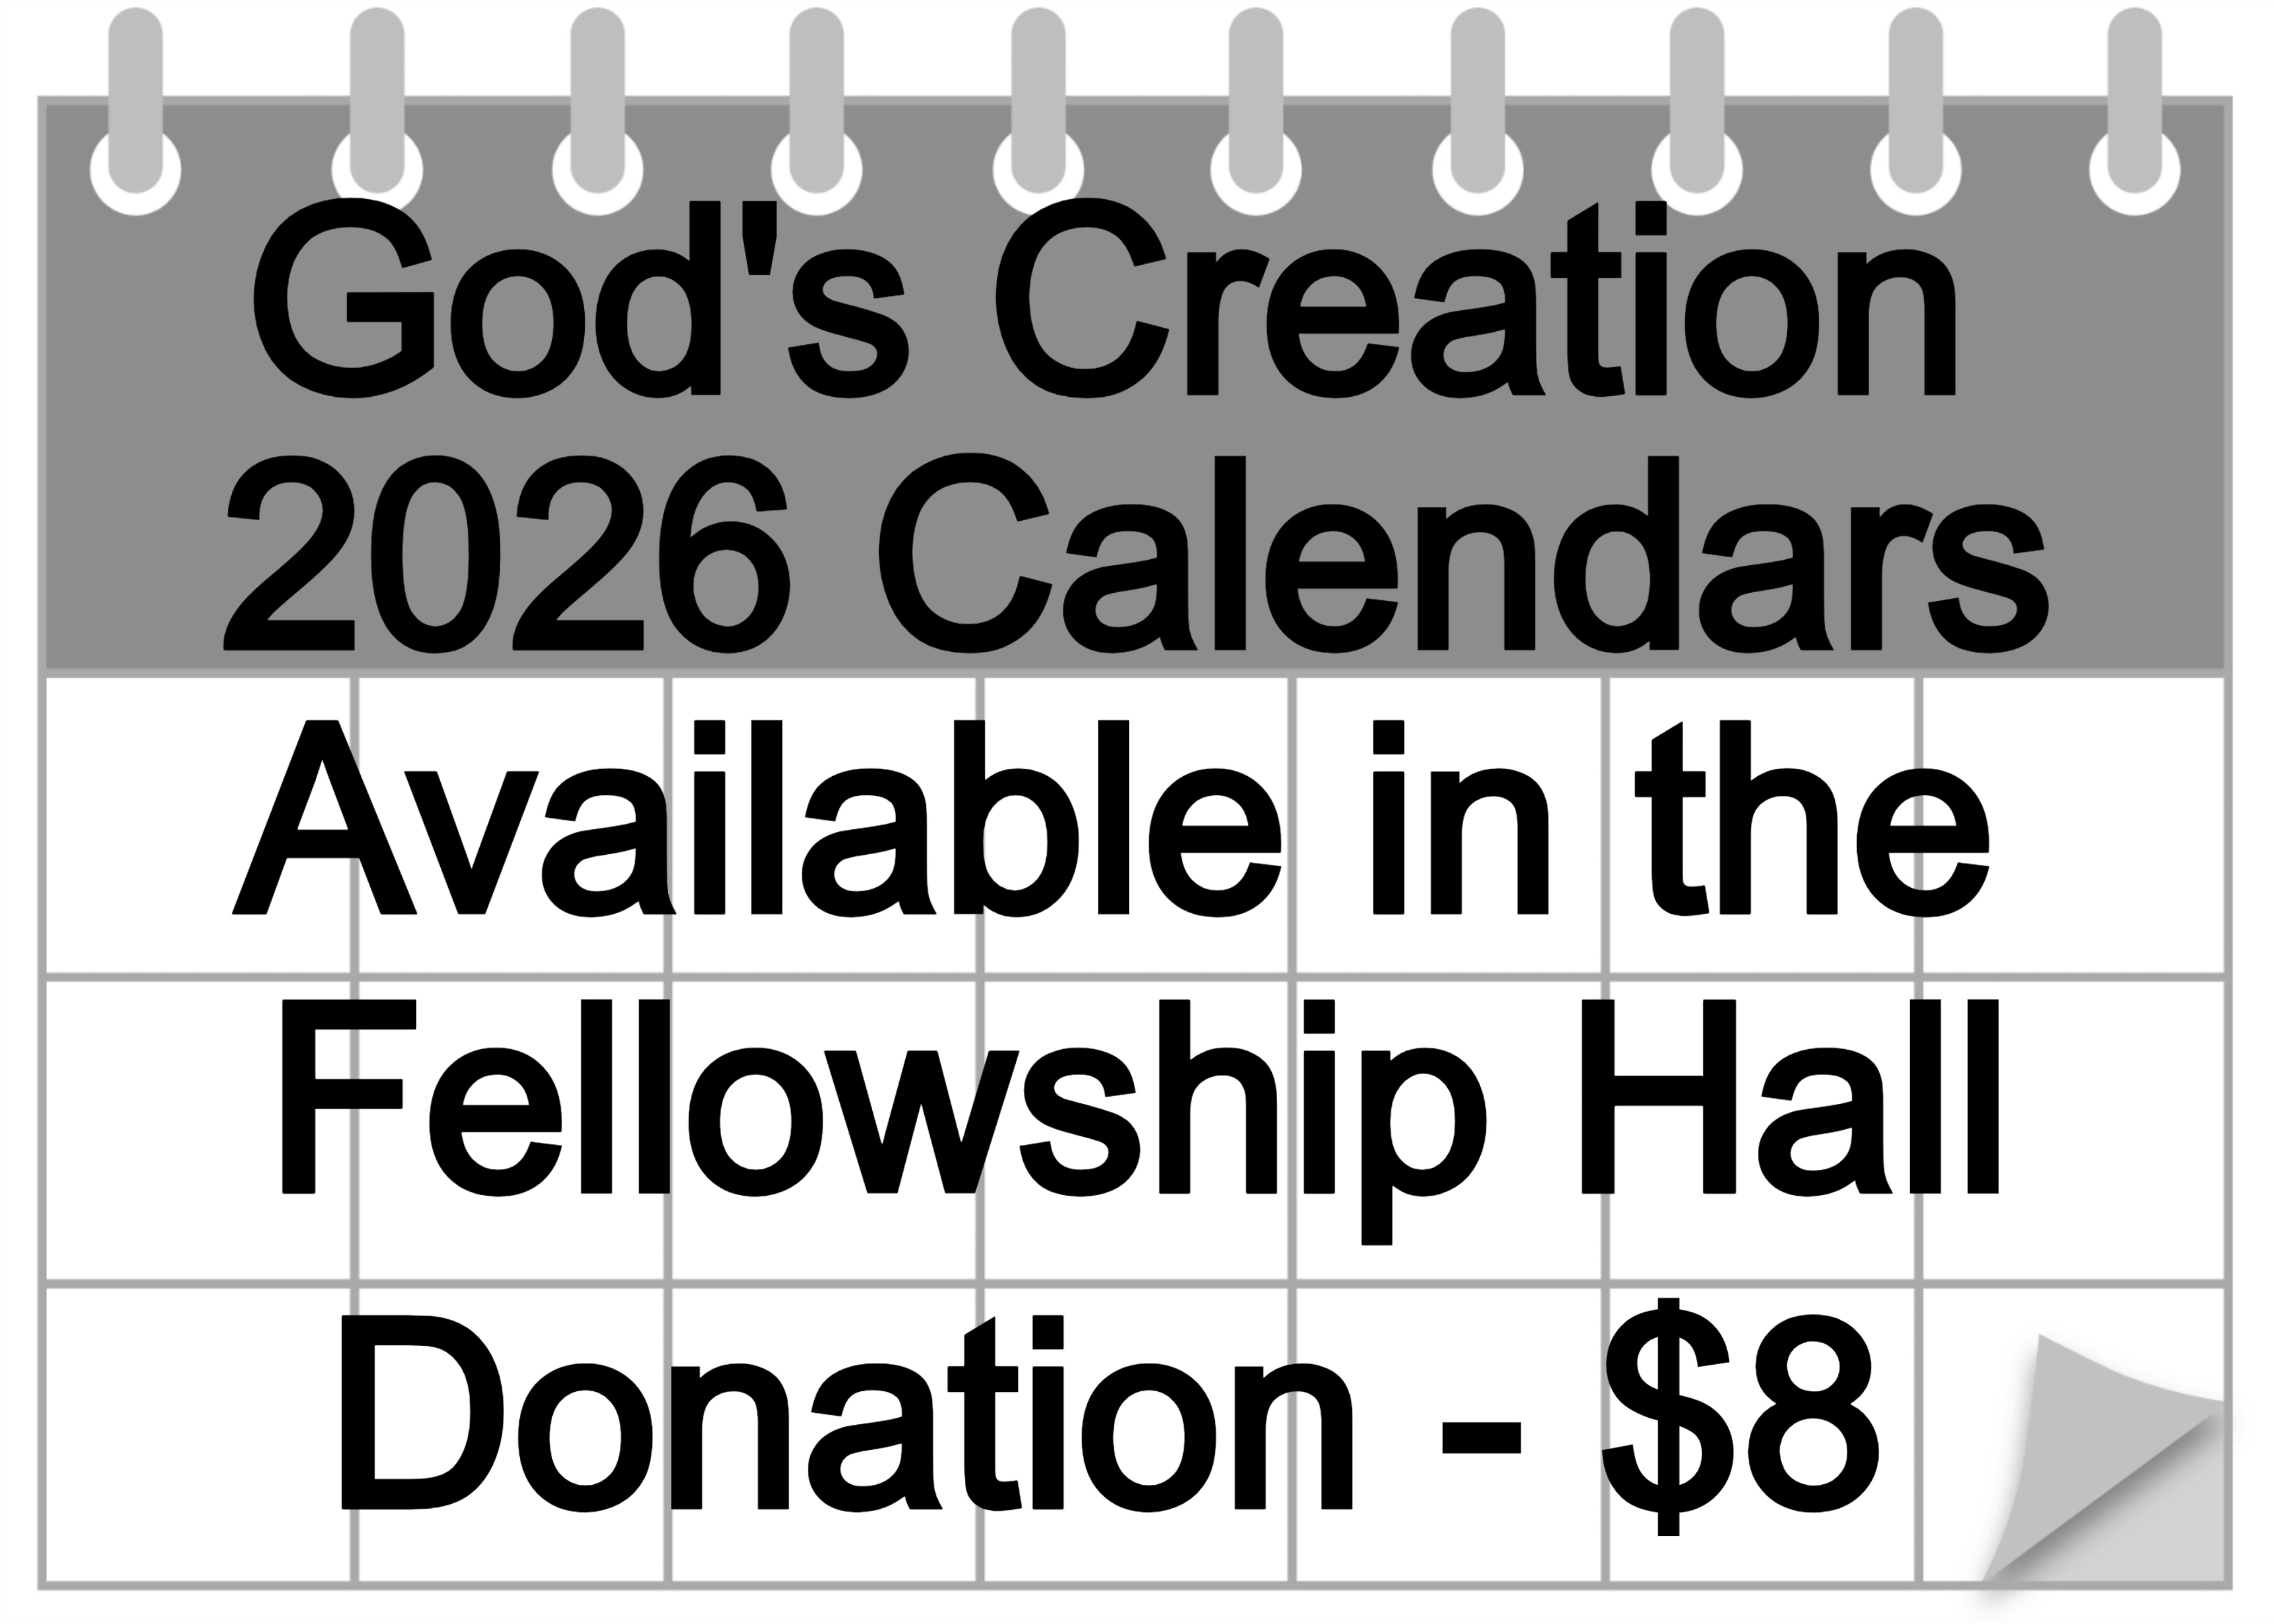 God's Creation
2026 Calendars
Available in the
Fellowship Hall
Donation - $8